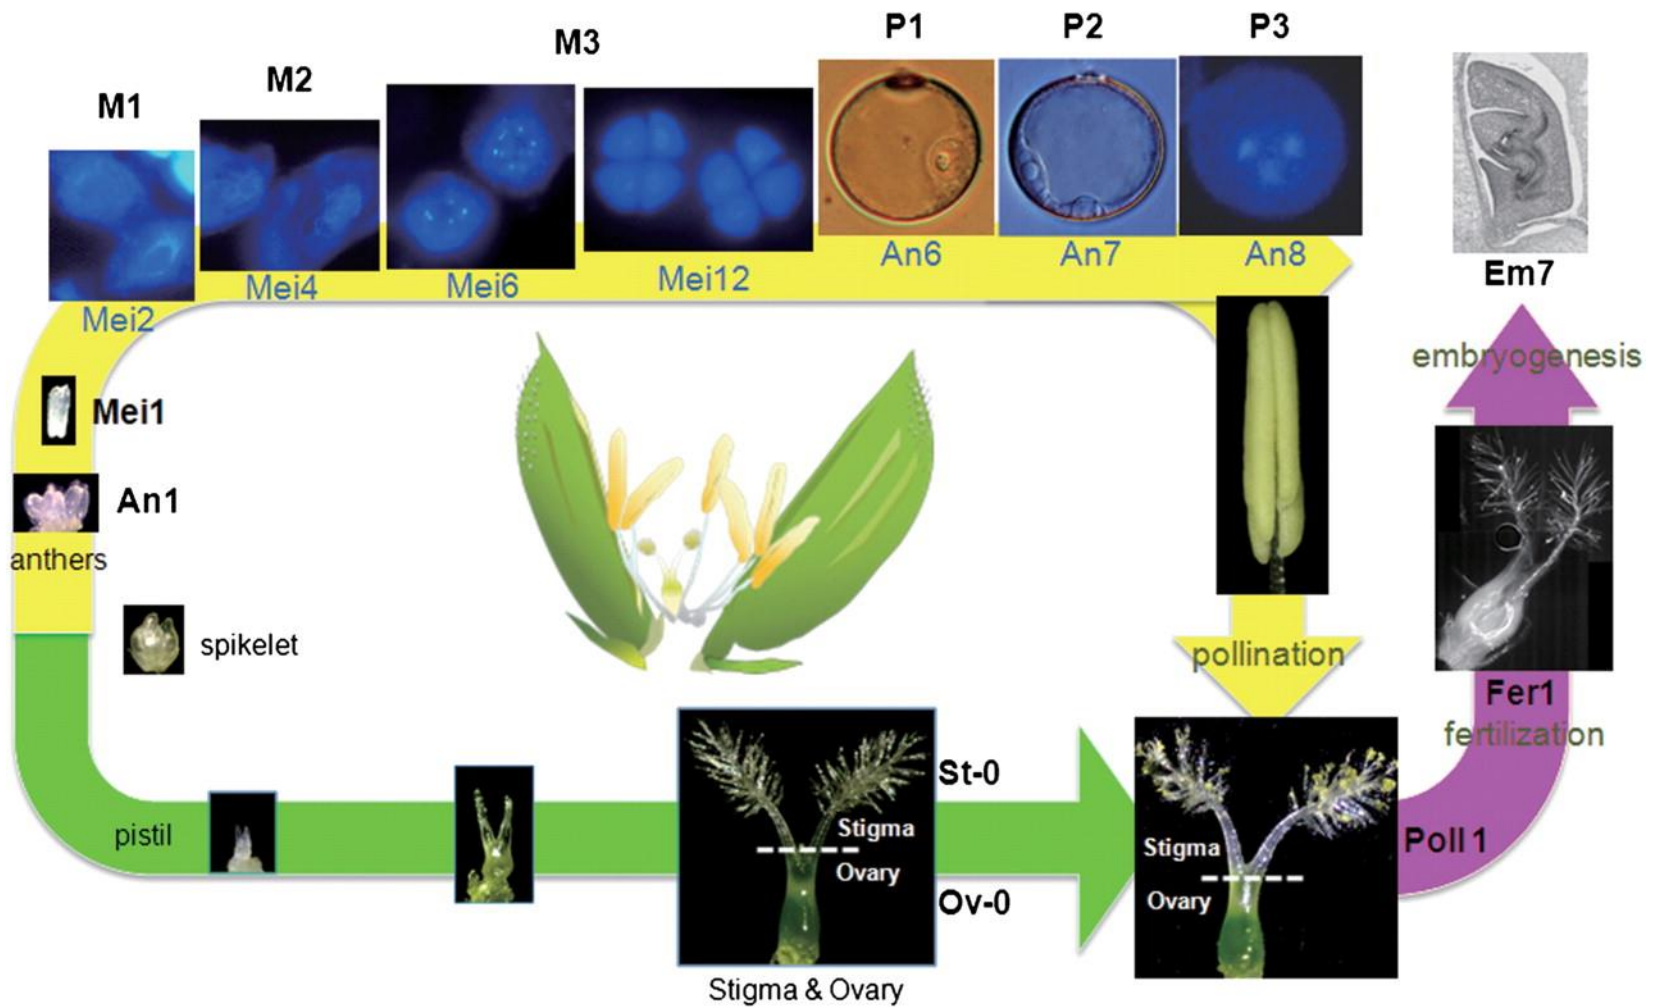 P1
P2
P3
M3
M2
M1
An6
An7
An8
Mei12
Mei6
Mei4
Mei2
Em7
embryogenesis
Mei1
An1
anthers
spikelet
pollination
Fer1
fertilization
pistil
St-0
Stigma
Ovary
Ov-0
Stigma
Ovary
Poll 1
Stigma & Ovary